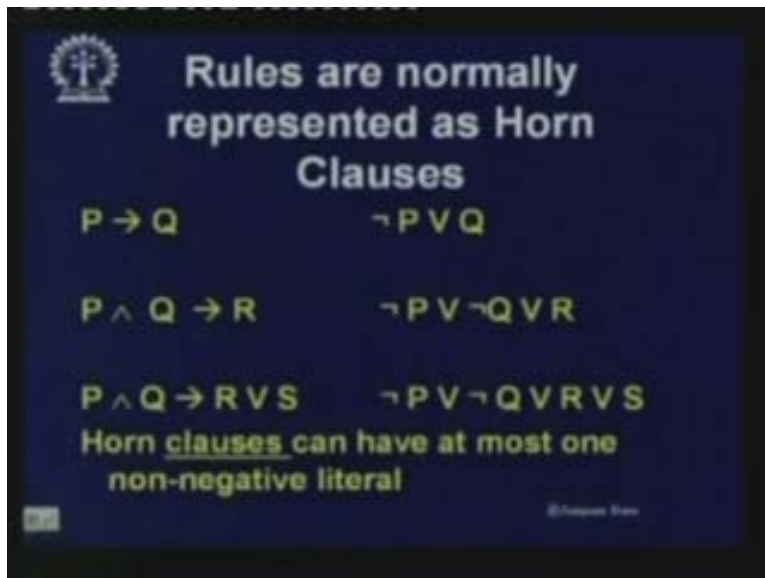 Rules are normally
represented as Horn
Clauses
P → Q ¬ P V Q
P ∧ Q → R ¬ P V ¬Q V R
P ∧ Q → R V S ¬ P V ¬ Q V R V S
Horn clauses can have at most one
non-negative literal